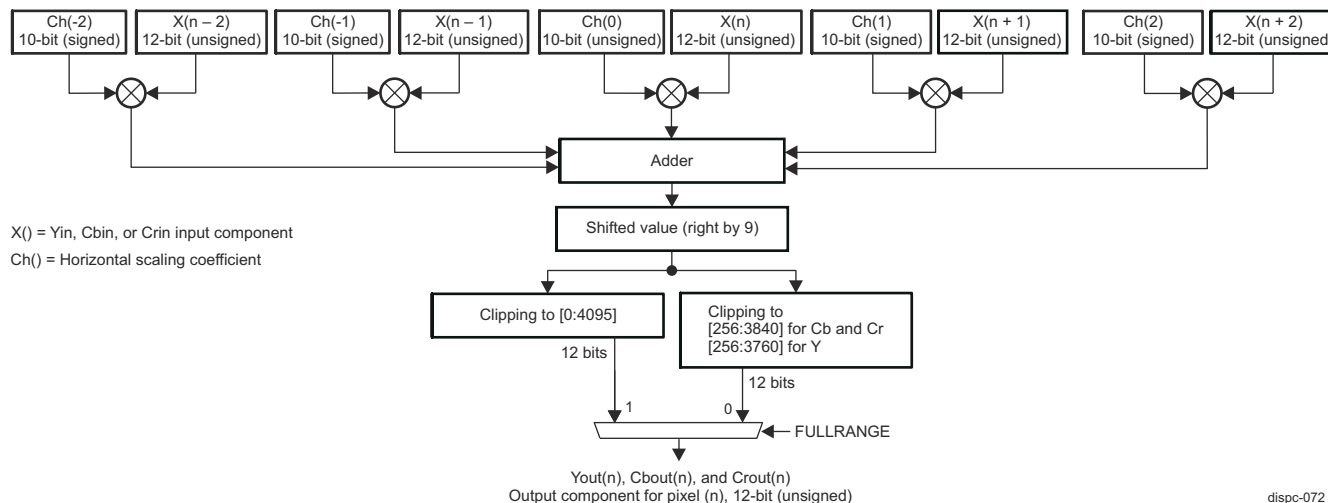 Ch(-2)
10-bit (signed)
X(n – 2)
12-bit (unsigned)
Ch(-1)
10-bit (signed)
X(n – 1)
12-bit (unsigned)
Ch(0)
10-bit (unsigned)
X(n)
12-bit (unsigned)
Ch(1)
10-bit (signed)
X(n + 1)
12-bit (unsigned)
Ch(2)
10-bit (signed)
X(n + 2)
12-bit (unsigned)
Adder
Shifted value (right by 9)
X() = Yin, Cbin, or Crin input component
Ch() = Horizontal scaling coefficient
Clipping to [0:4095]
Clipping to
[256:3840] for Cb and Cr
[256:3760] for Y
12 bits
12 bits
1
0
FULLRANGE
Yout(n), Cbout(n), and Crout(n)
Output component for pixel (n), 12-bit (unsigned)
dispc-072